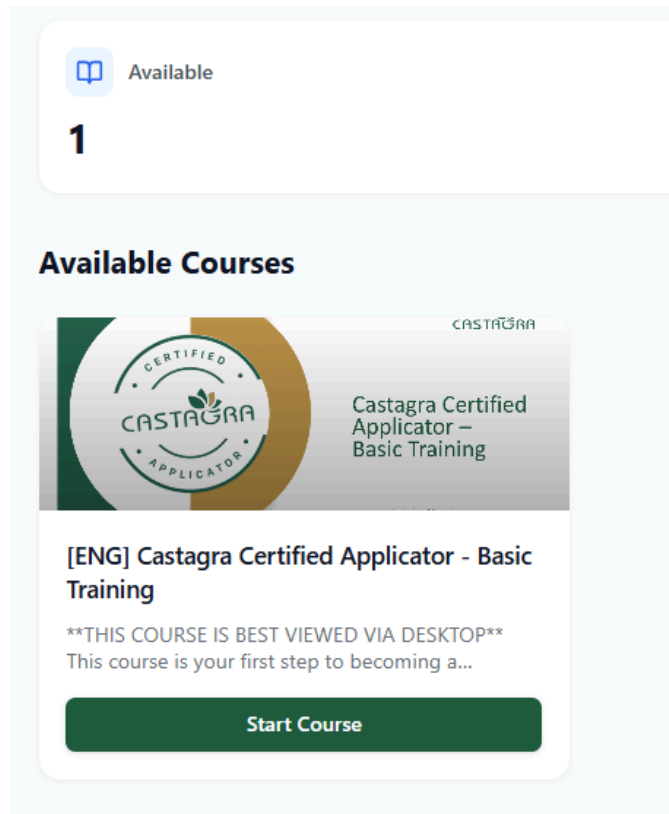 Available
1
Available Courses
CASTAGRA
CERTIFIED
CASTAGRA
APPLICATOR
Castagra Certified
Applicator –
Basic Training
[ENG] Castagra Certified Applicator - Basic
Training
**THIS COURSE IS BEST VIEWED VIA DESKTOP**
This course is your first step to becoming a...
Start Course